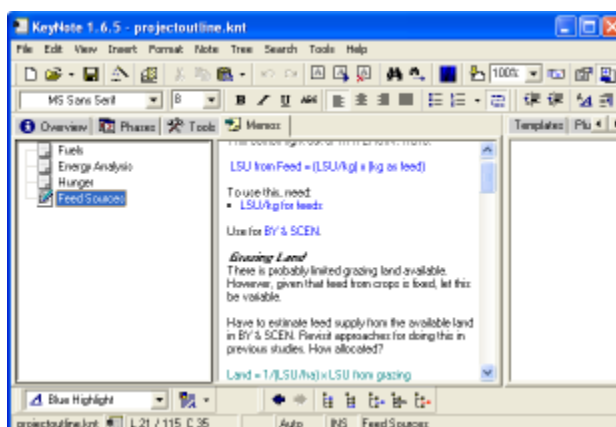 KeyNote 1.6.5 - projectoutline.knt
File Edit View Insert Format Note Tree Search Tools Help
100%
MS Sans Serif 8 B I U ABC
Overview Phases Tools Memos Templates Plu
Fuels
Energy Analysis
Hunger
Feed Sources
LSU from Feed = (LSU/kg) x (kg as feed)
To use this, need:
LSU/kg for feeds
Use for BY & SCEN.
Grazing Land
There is probably limited grazing land available.
However, given that feed from crops is fixed, let this
be variable.
Have to estimate feed supply from the available land
in BY & SCEN. Revisit approaches for doing this in
previous studies. How allocated?
Land = 1/(LSU/ha) x LSU from grazing
Blue Highlight
projectoutline.knt L 21 / 115 C 35 Auto INS Feed Sources